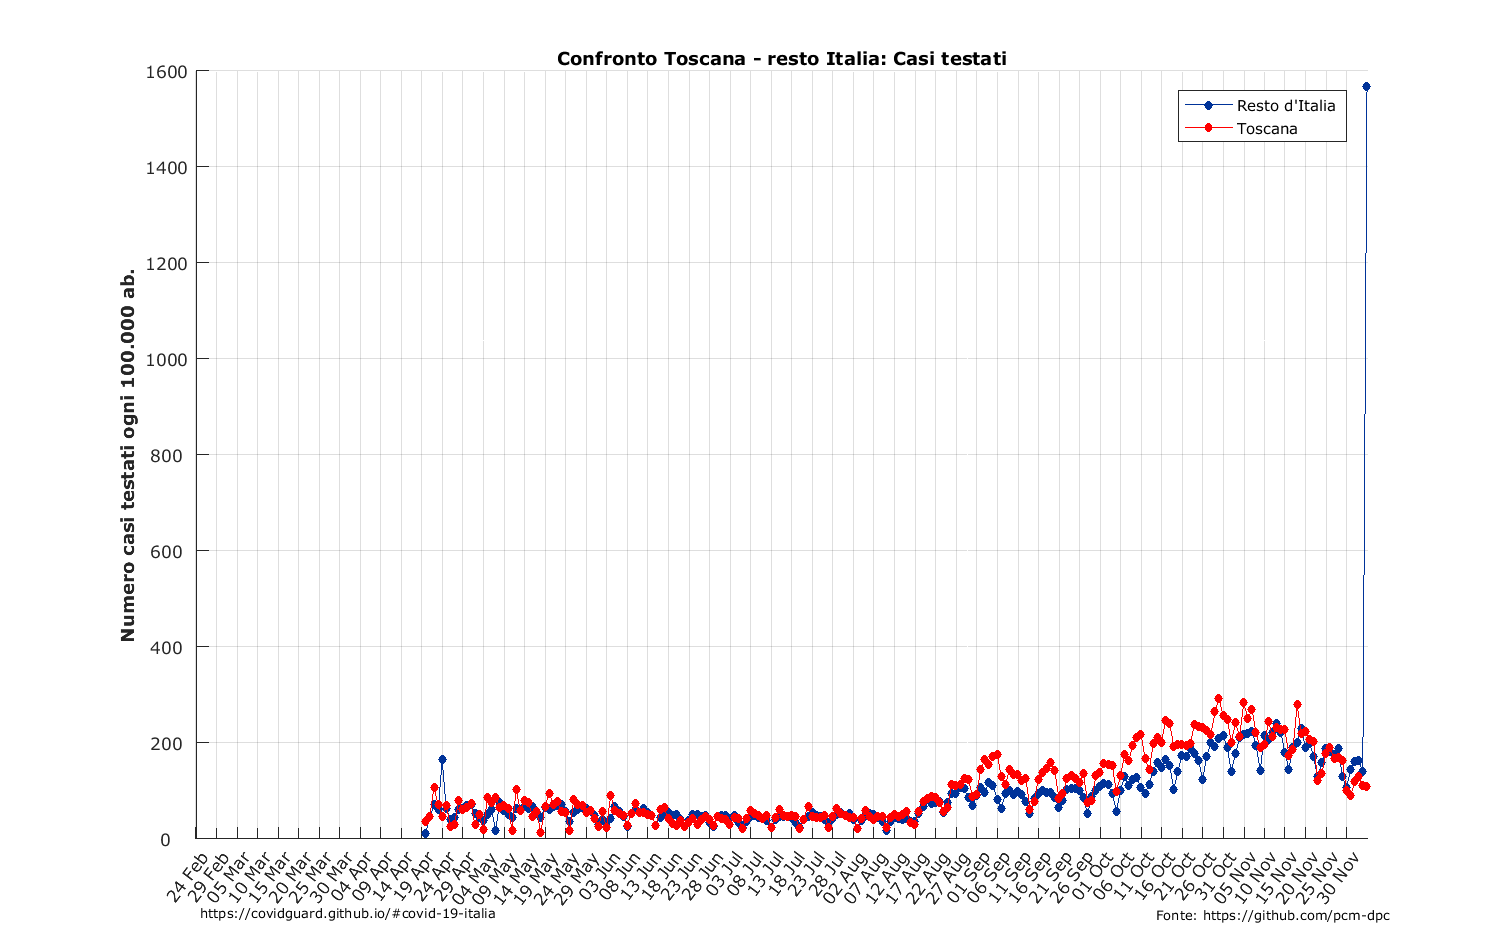 Confronto Toscana - resto Italia: Casi testati
Numero casi testati ogni 100.000 ab.
1600
1400
1200
1000
800
600
400
200
0
Resto d'Italia
Toscana
24 Feb
29 Feb
05 Mar
10 Mar
15 Mar
20 Mar
25 Mar
30 Mar
04 Apr
09 Apr
14 Apr
19 Apr
24 Apr
29 Apr
04 May
09 May
14 May
19 May
24 May
29 May
03 Jun
08 Jun
13 Jun
18 Jun
23 Jun
28 Jun
03 Jul
08 Jul
13 Jul
18 Jul
23 Jul
28 Jul
02 Aug
07 Aug
12 Aug
17 Aug
22 Aug
27 Aug
01 Sep
06 Sep
11 Sep
16 Sep
21 Sep
26 Sep
01 Oct
06 Oct
11 Oct
16 Oct
21 Oct
26 Oct
31 Oct
05 Nov
10 Nov
15 Nov
20 Nov
25 Nov
30 Nov
https://covidguard.github.io/#covid-19-italia
Fonte: https://github.com/pcm-dpc